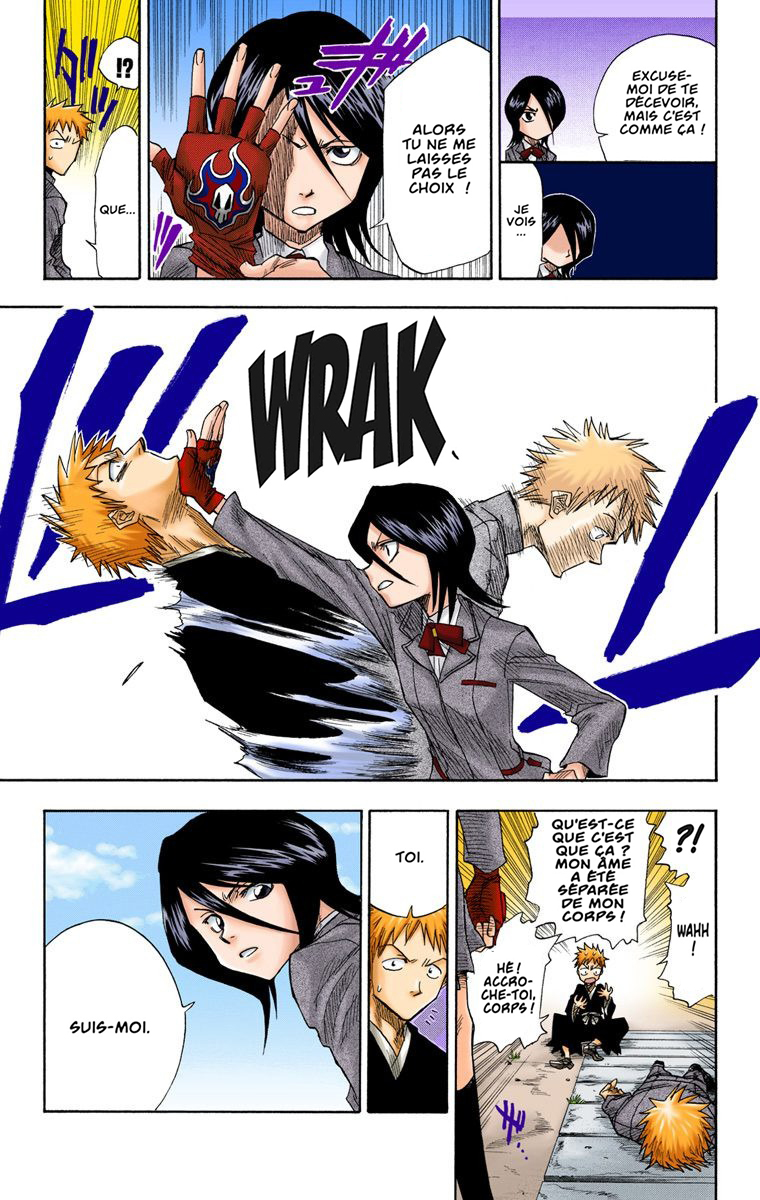 EXCUSE-
MOI DE TE
DÉCEVOIR,
MAIS C'EST
COMME ÇA !
JE
VOIS
...
ALORS
TU NE ME
LAISSES
PAS LE
CHOIX !
!?
QUE...
WRAK
?!
WAHH
!
QU'EST-CE
QUE C'EST
QUE ÇA ?
MON ÂME
A ÉTÉ
SÉPARÉE
DE MON
CORPS !
HÉ !
ACCRO-
CHE-TOI,
CORPS !
TOI.
SUIS-MOI.